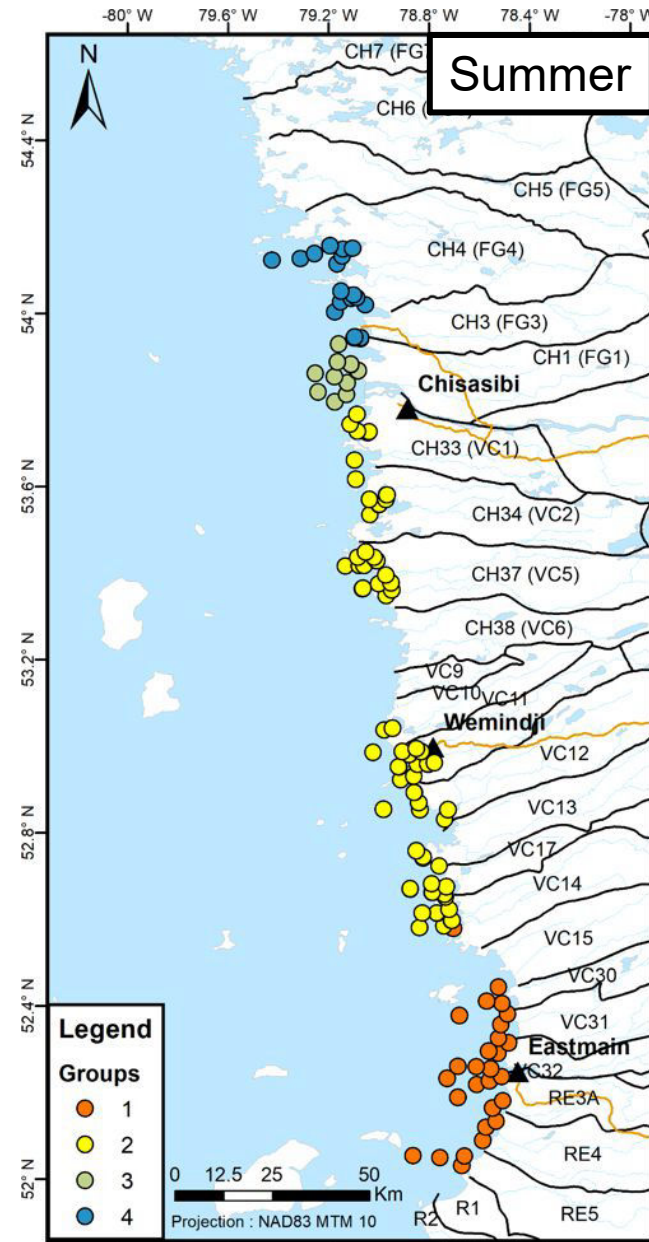 -80° W -79.6° W -79.2° W -78.8° W -78.4° W -78° W
Summer
N
CH7 (FG7
CH6
54.4° N
CH5 (FG5)
CH4 (FG4)
54° N
CH3 (FG3)
CH1 (FG1)
Chisasibi
CH33 (VC1)
53.6° N
CH34 (VC2)
CH37 (VC5)
CH38 (VC6)
53.2° N
VC9
VC10
VC11
Wemindji
VC12
VC13
52.8° N
VC17
VC14
VC15
VC30
52.4° N
VC31
Eastmain
VC32
RE3A
RE4
52° N
R1
RE5
R2
Legend
Groups
1
2
3
4
0 12.5 25 50
Km
Projection : NAD83 MTM 10